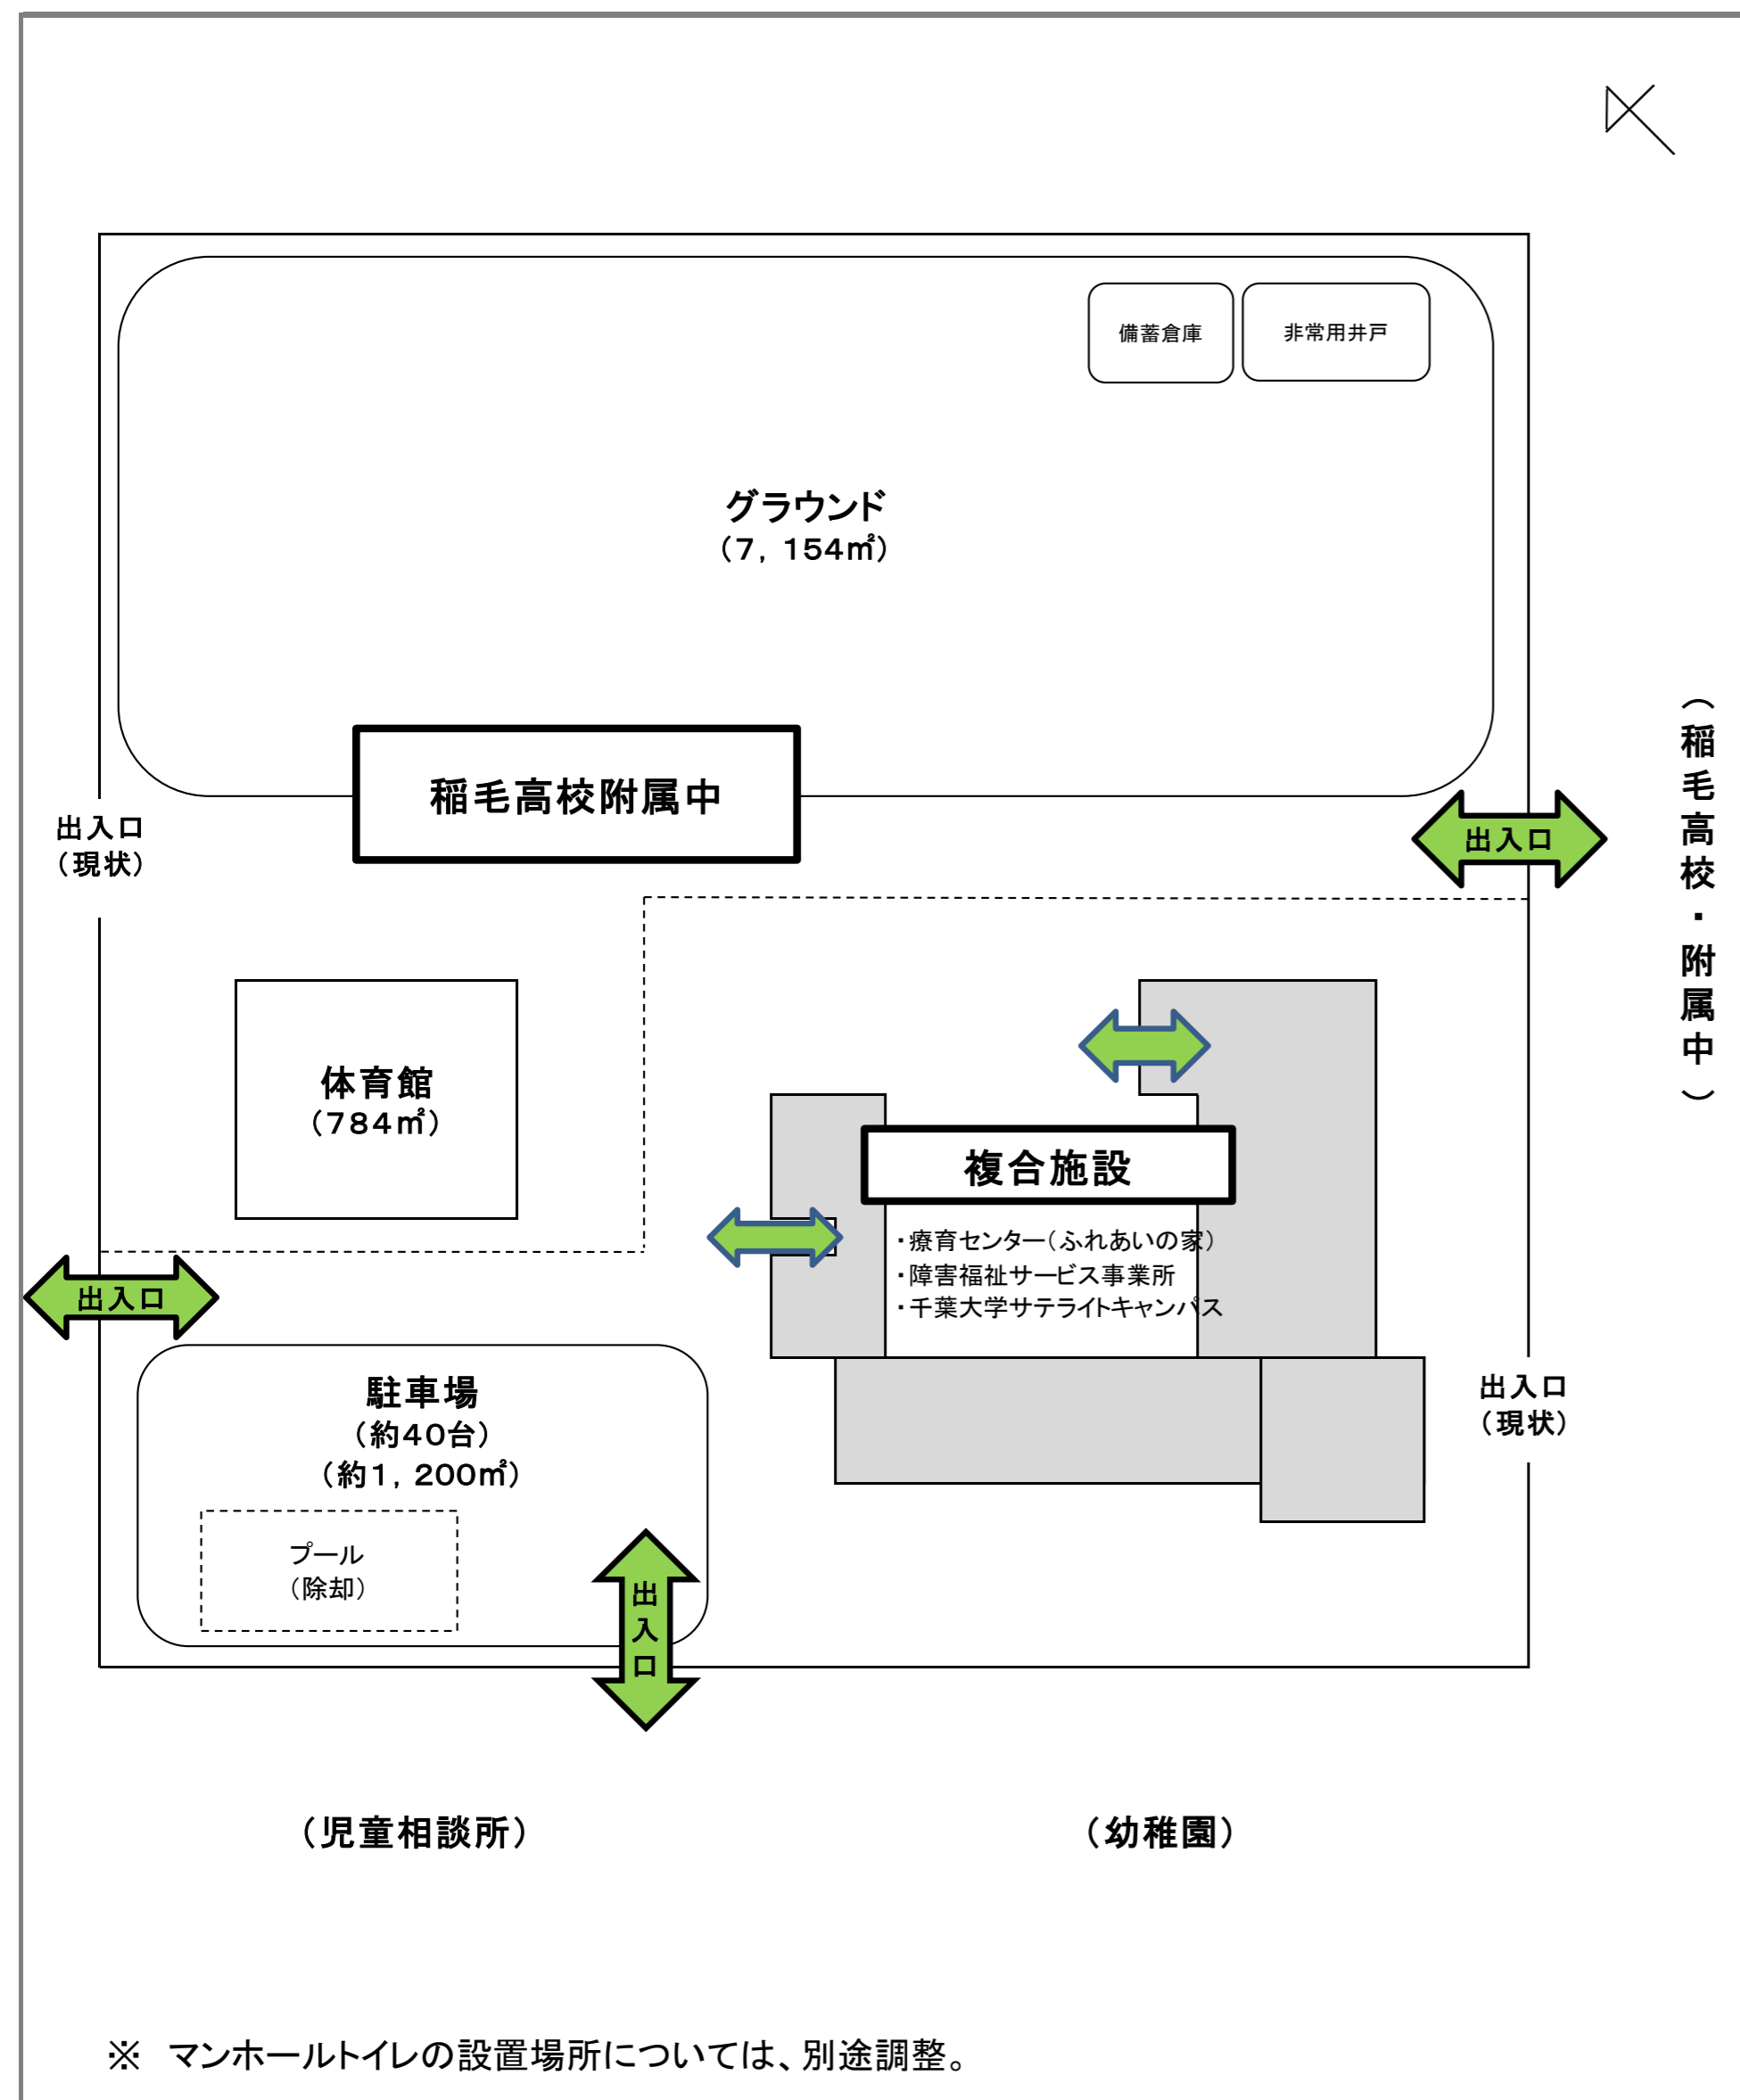 備蓄倉庫
非常用井戸
グラウンド
（7，154㎡）
稲毛高校附属中
出入口
（現状）
出入口
（稲毛高校・附属中）
体育館
（784㎡）
複合施設
・療育センター（ふれあいの家）
・障害福祉サービス事業所
・千葉大学サテライトキャンパス
出入口
駐車場
（約40台）
（約1，200㎡）
出入口
（現状）
プール
（除却）
出入口
（児童相談所）
（幼稚園）
※　マンホールトイレの設置場所については、別途調整。